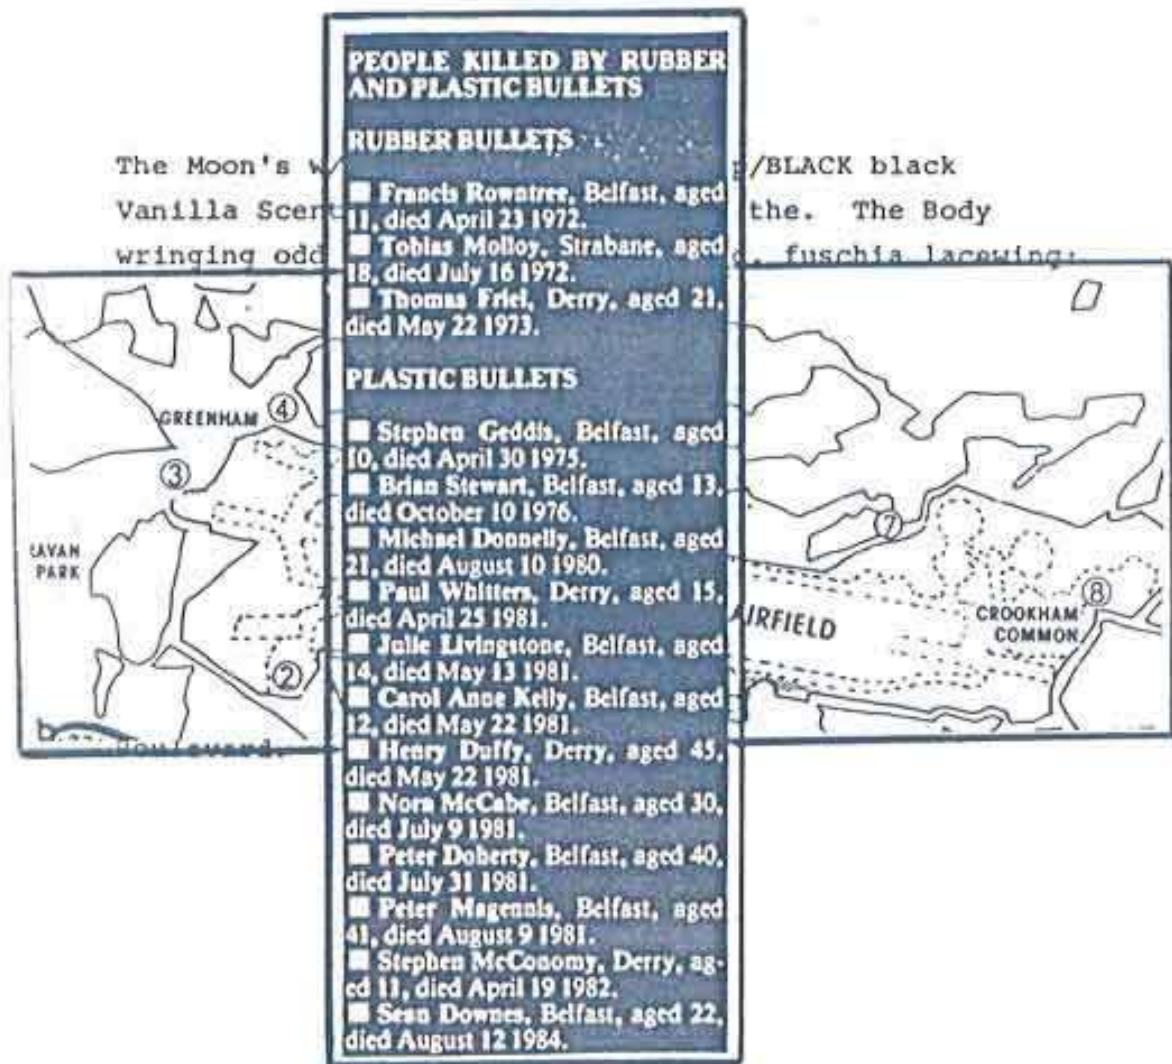 PEOPLE KILLED BY RUBBER
AND PLASTIC BULLETS
RUBBER BULLETS
■ Francis Rowntree, Belfast, aged
11, died April 23 1972.
■ Tobias Molloy, Strabane, aged
18, died July 16 1972.
■ Thomas Friel, Derry, aged 21,
died May 22 1973.
PLASTIC BULLETS
■ Stephen Geddis, Belfast, aged
10, died April 30 1975.
■ Brian Stewart, Belfast, aged 13,
died October 10 1976.
■ Michael Donnelly, Belfast, aged
21, died August 10 1980.
■ Paul Whitters, Derry, aged 15,
died April 25 1981.
■ Julie Livingstone, Belfast, aged
14, died May 13 1981.
■ Carol Anne Kelly, Belfast, aged
12, died May 22 1981.
■ Henry Duffy, Derry, aged 45,
died May 22 1981.
■ Nora McCabe, Belfast, aged 30,
died July 9 1981.
■ Peter Doherty, Belfast, aged 40,
died July 31 1981.
■ Peter Magennis, Belfast, aged
41, died August 9 1981.
■ Stephen McConomy, Derry, ag-
ed 11, died April 19 1982.
■ Sean Downes, Belfast, aged 22,
died August 12 1984.
The Moon's w p/BLACK black
Vanilla Scent the. The Body
wringing odd fuschia lacewing:
GREENHAM 4
3
RAVAN
PARK
2
7
AIRFIELD
CROOKHAM 8
COMMON
Boulevard.